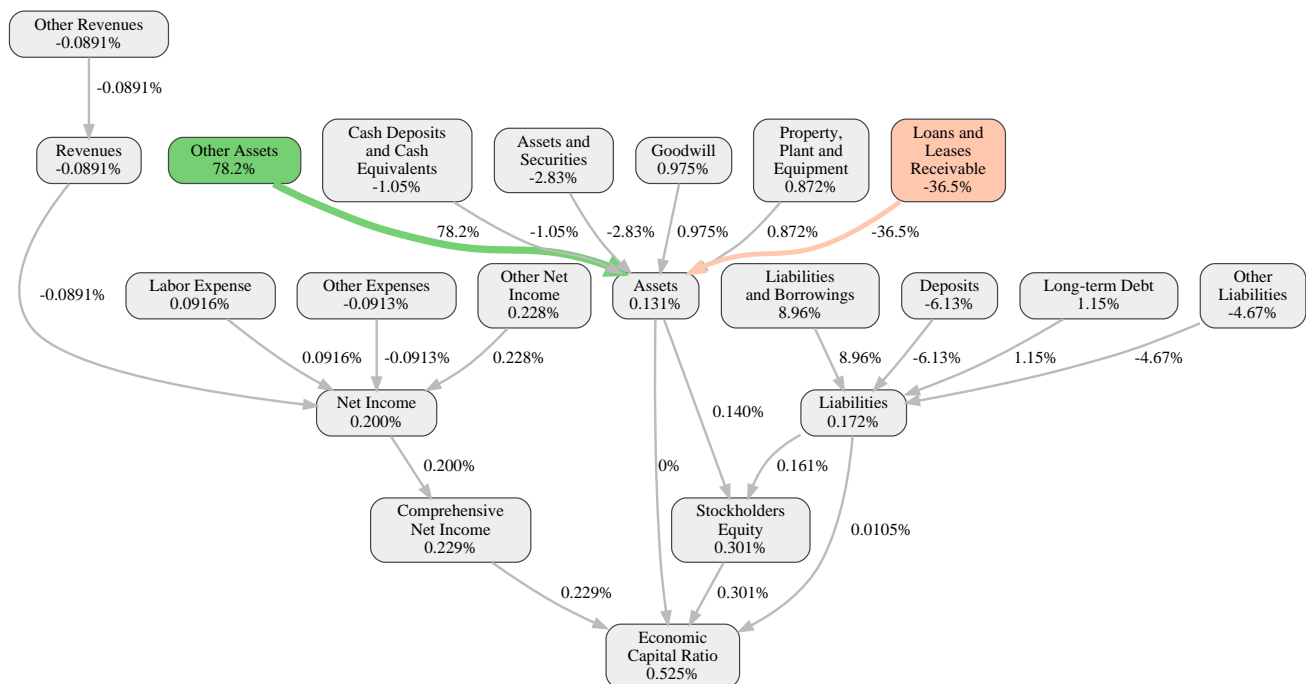 Other Revenues
-0.0891%
-0.0891%
Revenues
-0.0891%
Other Assets
78.2%
Cash Deposits
and Cash
Equivalents
-1.05%
Assets and
Securities
-2.83%
Goodwill
0.975%
Property,
Plant and
Equipment
0.872%
Loans and
Leases
Receivable
-36.5%
78.2%
-1.05%
-2.83%
0.975%
0.872%
-36.5%
-0.0891%
Labor Expense
0.0916%
Other Expenses
-0.0913%
Other Net
Income
0.228%
Assets
0.131%
Liabilities
and Borrowings
8.96%
Deposits
-6.13%
Long-term Debt
1.15%
Other
Liabilities
-4.67%
0.0916%
-0.0913%
0.228%
8.96%
-6.13%
1.15%
-4.67%
Net Income
0.200%
0.140%
Liabilities
0.172%
0.200%
0%
0.161%
Comprehensive
Net Income
0.229%
Stockholders
Equity
0.301%
0.0105%
0.229%
0.301%
Economic
Capital Ratio
0.525%